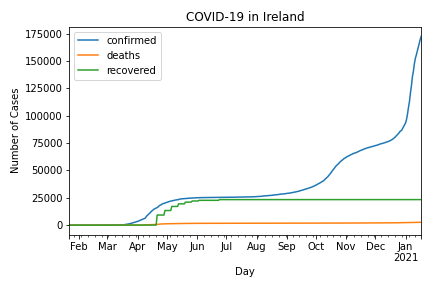 COVID-19 in Ireland
confirmed
deaths
recovered
Number of Cases
175000
150000
125000
100000
75000
50000
25000
0
Feb Mar Apr May Jun Jul Aug Sep Oct Nov Dec Jan
2021
Day